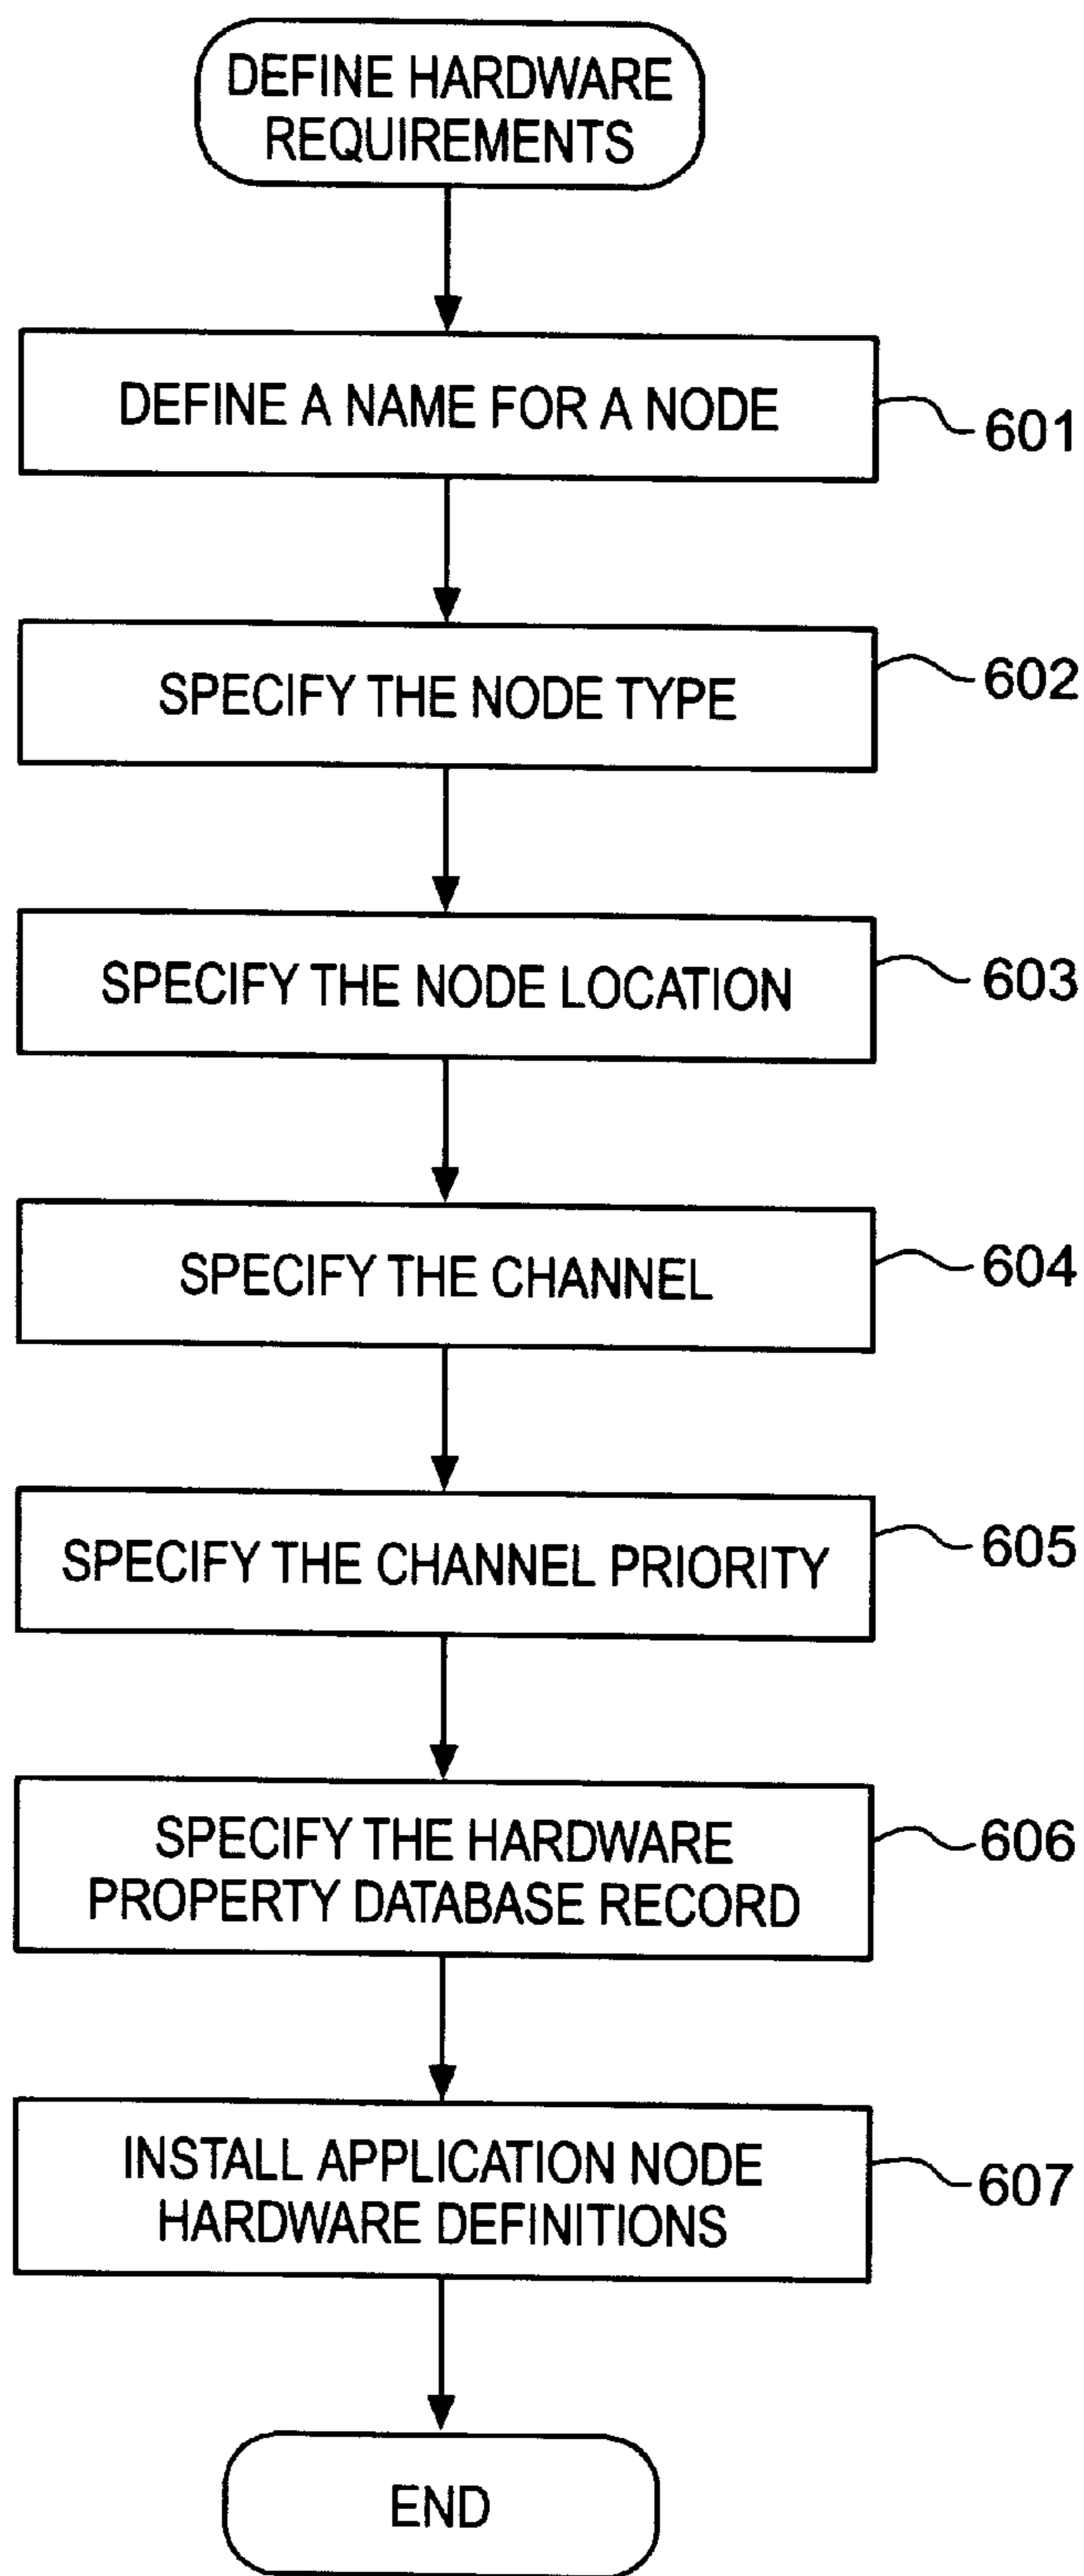 DEFINE HARDWARE
REQUIREMENTS
DEFINE A NAME FOR A NODE
601
SPECIFY THE NODE TYPE
602
SPECIFY THE NODE LOCATION
603
SPECIFY THE CHANNEL
604
SPECIFY THE CHANNEL PRIORITY
605
SPECIFY THE HARDWARE
PROPERTY DATABASE RECORD
606
INSTALL APPLICATION NODE
HARDWARE DEFINITIONS
607
END